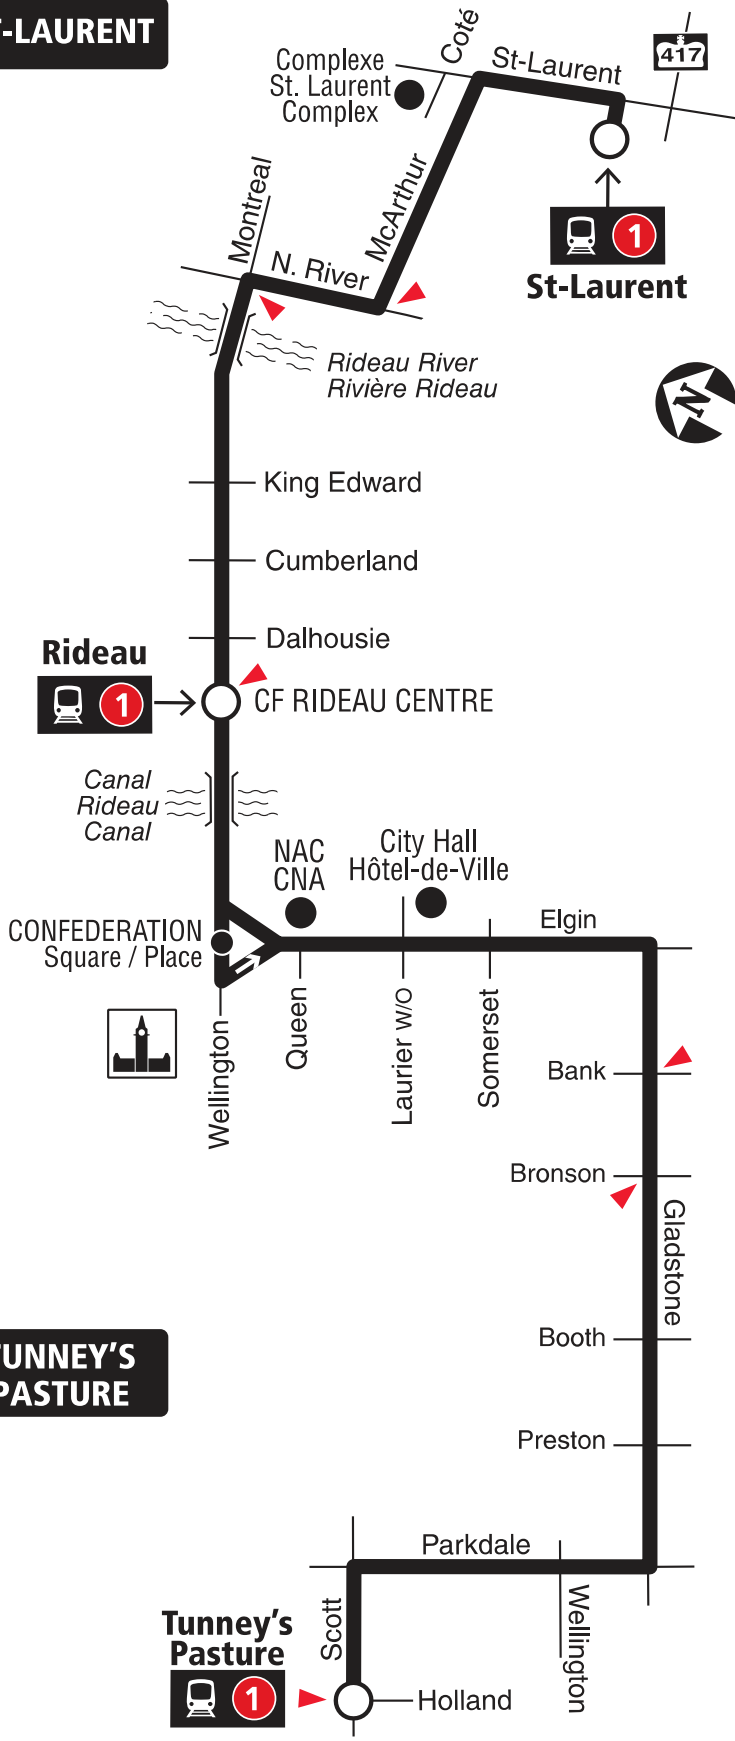 T-LAURENT
Coté
St-Laurent
417
Complexe
St. Laurent
Complex
McArthur
Montreal
N. River
1
St-Laurent
Rideau River
Rivière Rideau
N
King Edward
Cumberland
Dalhousie
Rideau
1
CF RIDEAU CENTRE
Canal
Rideau
Canal
NAC
CNA
City Hall
Hôtel-de-Ville
Elgin
CONFEDERATION
Square / Place
Wellington
Queen
Laurier W/O
Somerset
Bank
Bronson
Gladstone
Booth
TUNNEY'S
PASTURE
Preston
Parkdale
Scott
Wellington
Tunney's
Pasture
1
Holland